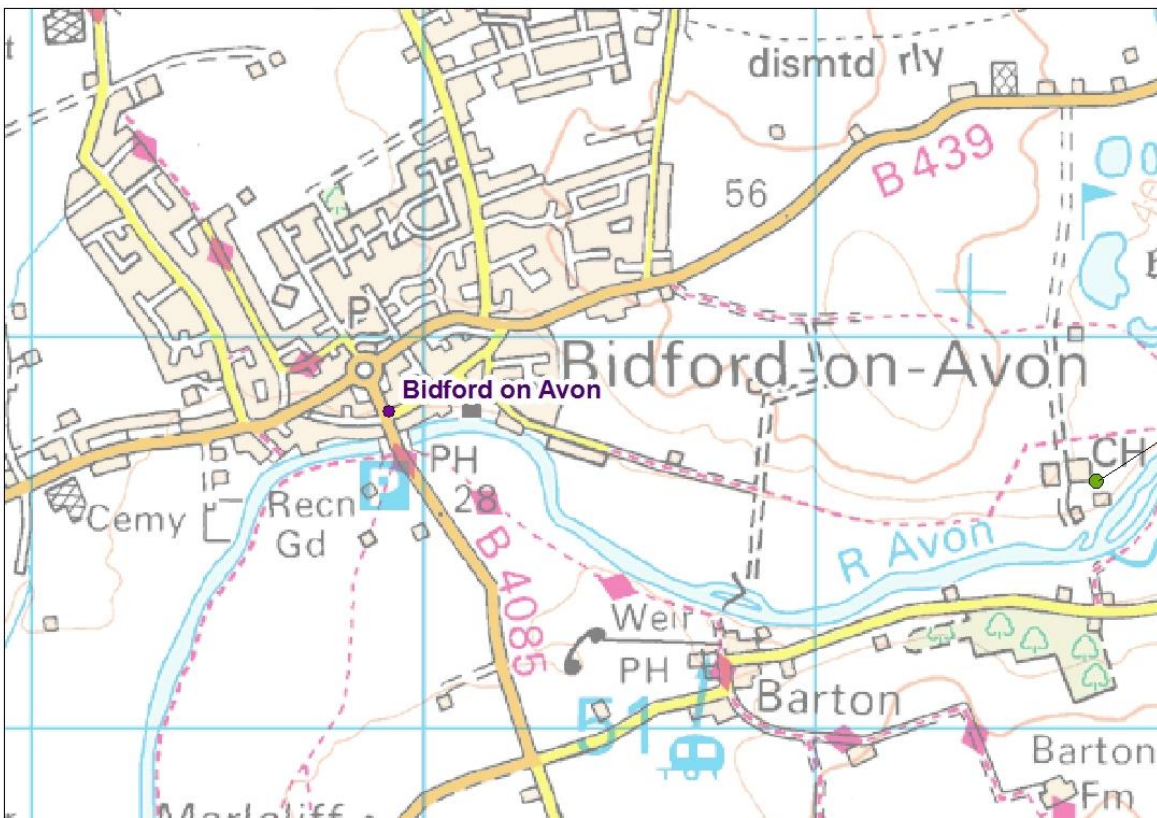 dismtd rly
B 439
56
P
Bidford-on-Avon
Bidford on Avon
PH
CH
28
Recn
Gd
Cemy
R Avon
B 4085
Weir
PH
51
Barton
Barton
Fm
Marlcliff